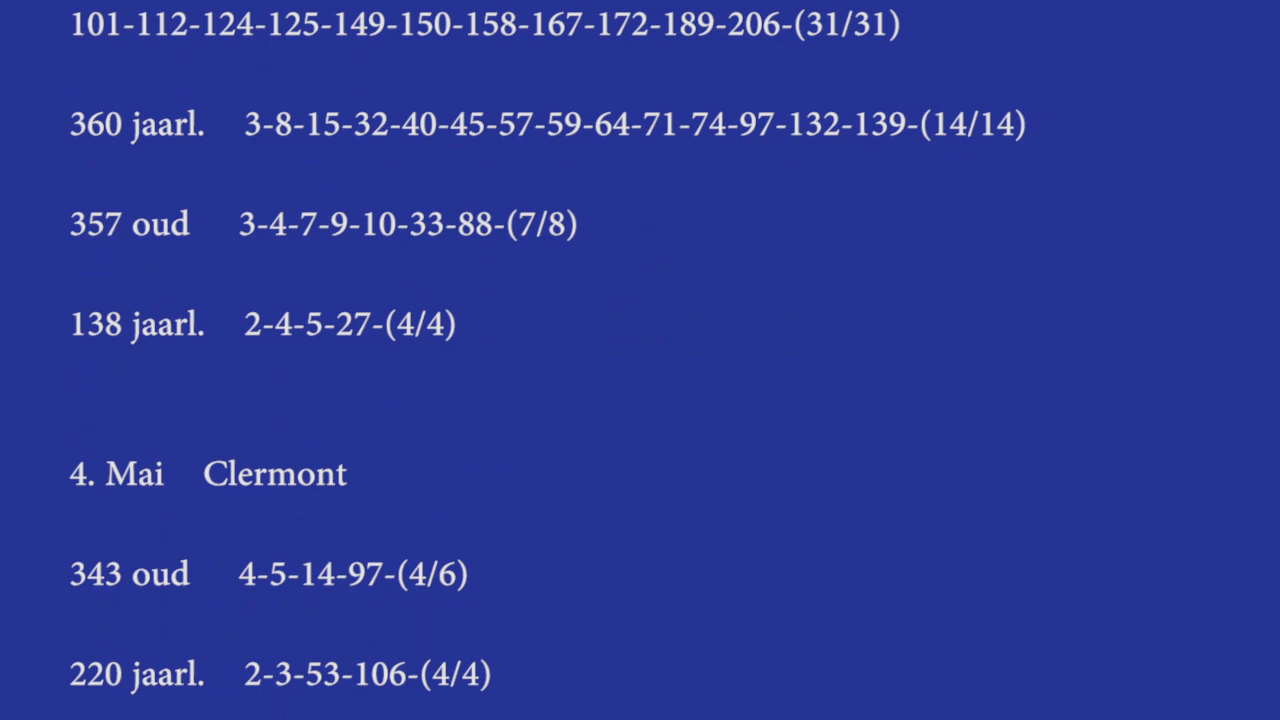 101-112-124-125-149-150-158-167-172-189-206-(31/31)
360 jaarl. 3-8-15-32-40-45-57-59-64-71-74-97-132-139-(14/14)
357 oud 3-4-7-9-10-33-88-(7/8)
138 jaarl. 2-4-5-27-(4/4)
4. Mai Clermont
343 oud 4-5-14-97-(4/6)
220 jaarl. 2-3-53-106-(4/4)